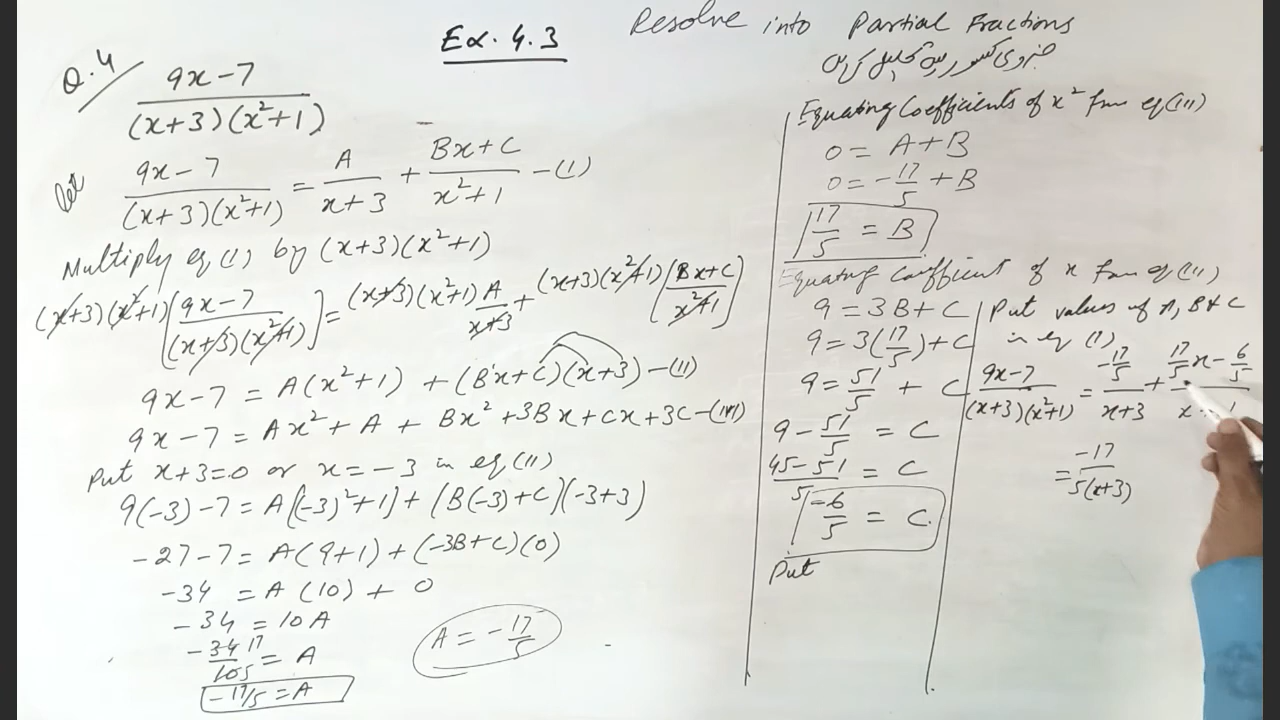 Ex. 4.3
Resolve into Partial Fractions
جزوی کسور میں تحلیل کریں
Q.4 9x-7 / (x+3)(x²+1)
let 9x-7 / (x+3)(x²+1) = A / x+3 + Bx+C / x²+1 -(I)
Multiply eq (I) by (x+3)(x²+1)
(x+3)(x²+1)[9x-7 / (x+3)(x²+1)] = (x+3)(x²+1) A / x+3 + (x+3)(x²+1)[Bx+C / x²+1]
9x-7 = A(x²+1) + (Bx+C)(x+3) -(II)
9x-7 = Ax²+A + Bx²+3Bx+Cx+3C -(III)
Put x+3=0 or x=-3 in eq (II)
9(-3)-7 = A[(-3)²+1] + (B(-3)+C)(-3+3)
-27-7 = A(9+1)+(-3B+C)(0)
-34 = A(10) + 0
-34 = 10A
-34 17 / 10 5 = A
-17/5 = A
A = -17/5
Equating Coefficients of x² from eq (III)
0 = A+B
0 = -17/5 + B
17/5 = B
Equating Coefficient of x from eq (III)
9 = 3B+C
9 = 3(17/5)+C
9 = 51/5 + C
9 - 51/5 = C
45-51 / 5 = C
-6/5 = C.
Put
Put values of A, B & C
in eq (I)
9x-7 / (x+3)(x²+1) = -17/5 / x+3 + 17/5 x - 6/5 / x 1
= -17 / 5(x+3)